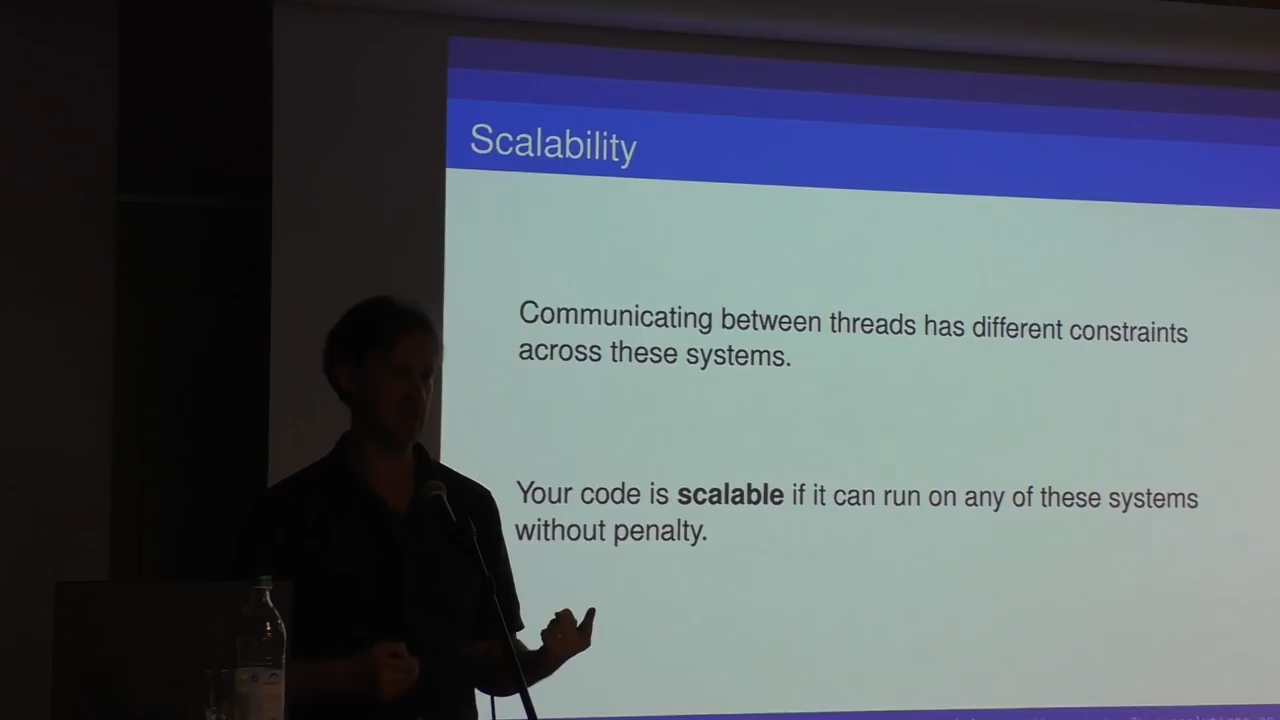 Scalability
Communicating between threads has different constraints
across these systems.
Your code is scalable if it can run on any of these systems
without penalty.